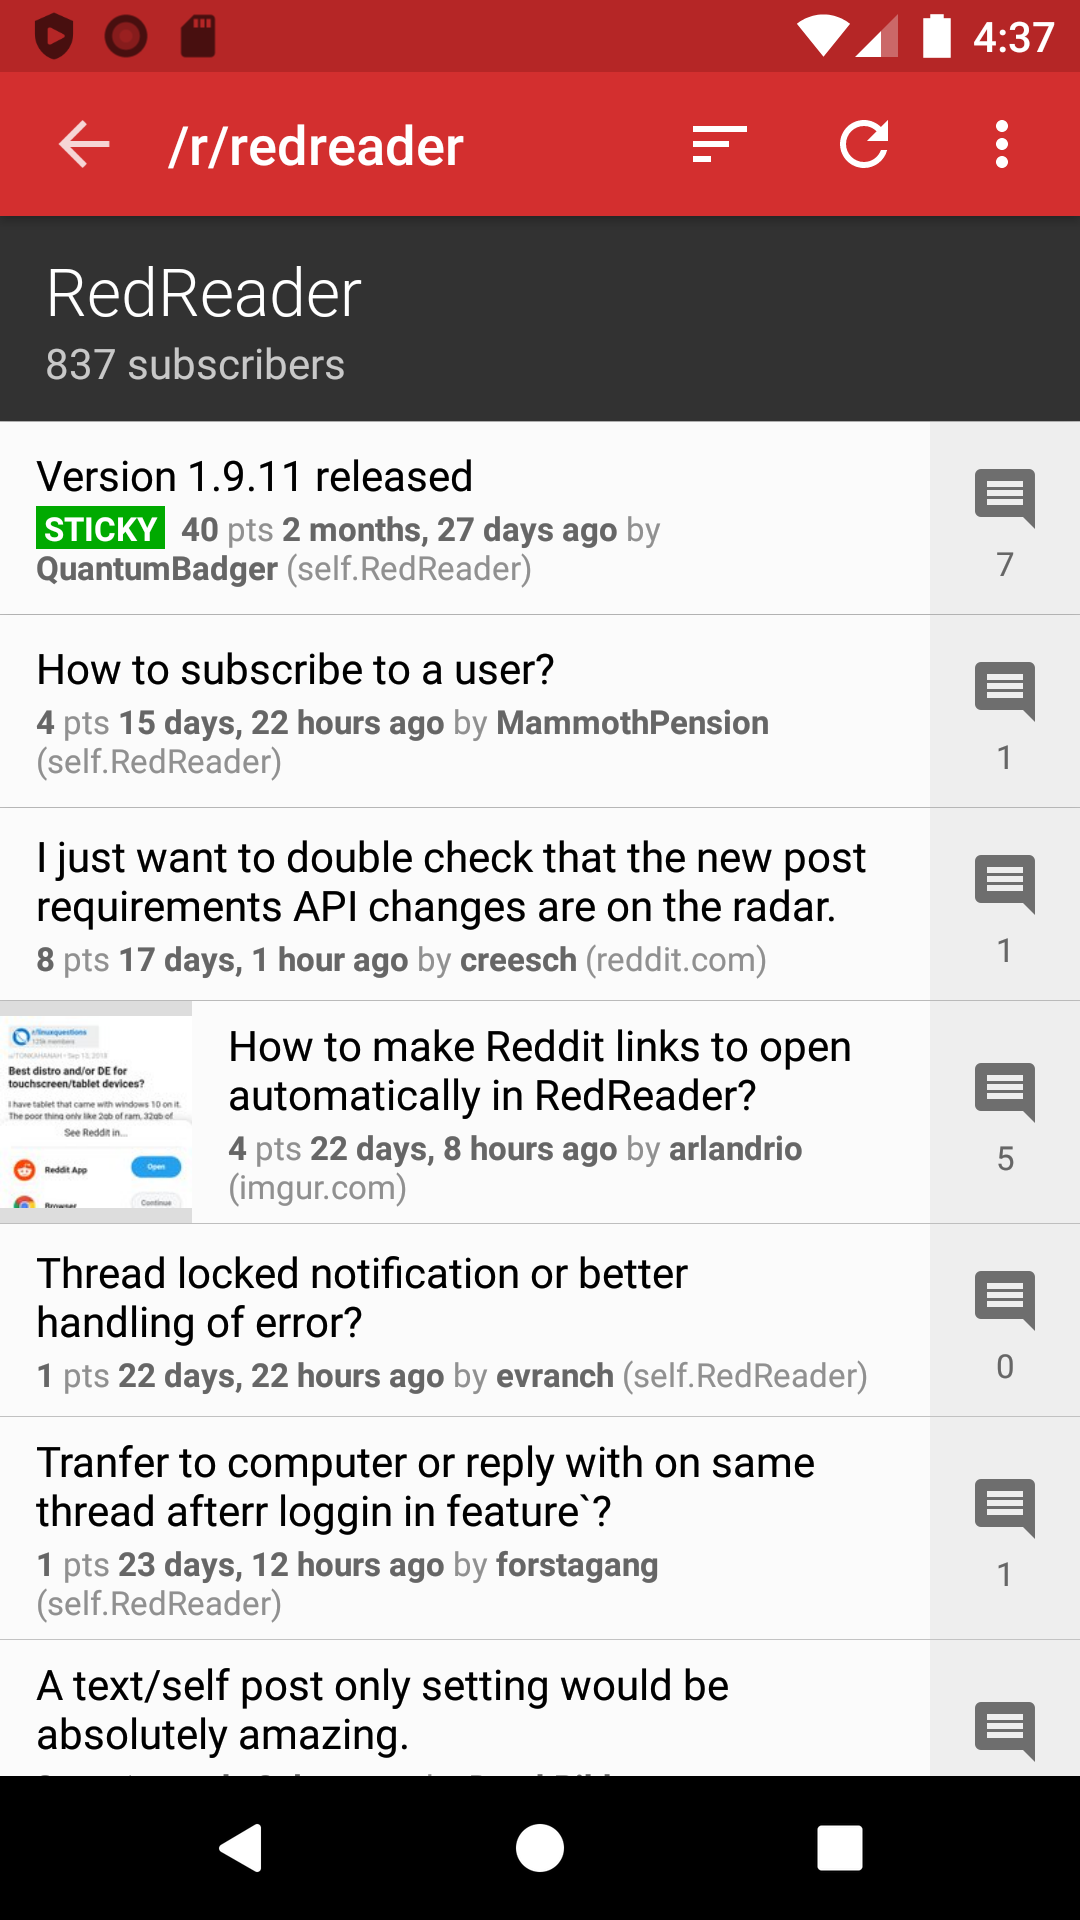 4:37
/r/redreader
RedReader
837 subscribers
Version 1.9.11 released
STICKY 40 pts 2 months, 27 days ago by
QuantumBadger (self.RedReader)
7
How to subscribe to a user?
4 pts 15 days, 22 hours ago by MammothPension
(self.RedReader)
1
I just want to double check that the new post
requirements API changes are on the radar.
8 pts 17 days, 1 hour ago by creesch (reddit.com)
1
r/linuxquestions
Best distro and/or DE for
touchscreen/tablet devices?
I have tablet that came with windows 10 on it.
The poor thing only like 2gb of ram, 32gb of
See Reddit in...
Reddit App
Open
Browser
Continue
How to make Reddit links to open
automatically in RedReader?
4 pts 22 days, 8 hours ago by arlandrio
(imgur.com)
5
Thread locked notification or better
handling of error?
1 pts 22 days, 22 hours ago by evranch (self.RedReader)
0
Tranfer to computer or reply with on same
thread afterr loggin in feature`?
1 pts 23 days, 12 hours ago by forstagang
(self.RedReader)
1
A text/self post only setting would be
absolutely amazing.